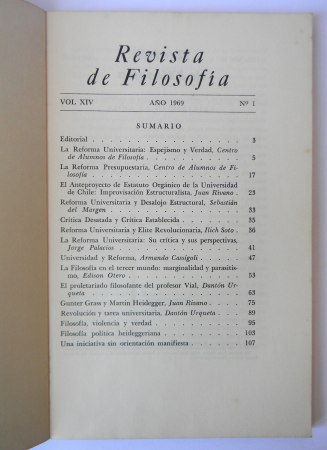 Revista
de Filosofía
VOL XIV AÑO 1969 Nº 1
SUMARIO
Editorial . . . . . . . . . . . . . . . 3
La Reforma Universitaria: Espejismo y Verdad, Centro
de Alumnos de Filosofía . . . . . . . . . . . 5
La Reforma Presupuestaria, Centro de Alumnos de Fi-
losofía . . . . . . . . . . . . . . . 17
El Anteproyecto de Estatuto Orgánico de la Universidad
de Chile: Improvisación Estructuralista, Juan Rivano . . 23
Reforma Universitaria y Desalojo Estructural, Sebastián
del Margen . . . . . . . . . . . . . . 33
Crítica Desatada y Crítica Establecida . . . . . . . 35
Reforma Universitaria y Elite Revolucionaria, Ilich Soto . 36
La Reforma Universitaria: Su crítica y sus perspectivas,
Jorge Palacios . . . . . . . . . . . . . 41
Universidad y Reforma, Armando Cassigoli . . . . . . 47
La Filosofía en el tercer mundo: marginalidad y parasitis-
mo, Edison Otero . . . . . . . . . . . . 53
El proletariado filosofante del profesor Vial, Dantón Ur-
queta . . . . . . . . . . . . . . . 63
Gunter Grass y Martin Heidegger, Juan Rivano . . . . 75
Revolución y tarea universitaria, Dantón Urqueta . . . . 89
Filosofía, violencia y verdad . . . . . . . . . . 95
Filosofía política heideggeriana . . . . . . . . . 103
Una iniciativa sin orientación manifiesta . . . . . . . 107